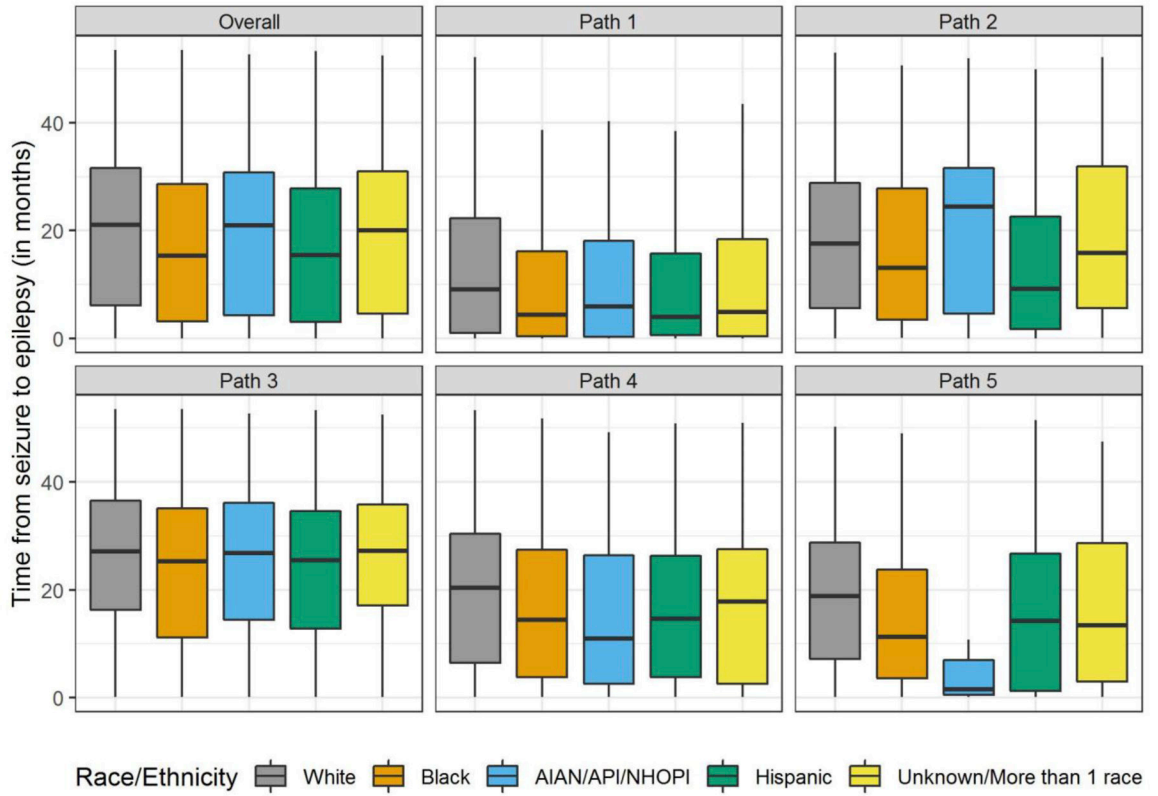 Overall
Path 1
Path 2
Time from seizure to epilepsy (in months)
40
20
0
Path 3
Path 4
Path 5
40
20
0
Race/Ethnicity White Black AIAN/API/NHOPI Hispanic Unknown/More than 1 race